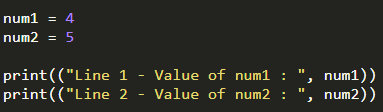 num1 = 4
num2 = 5
print(("Line 1 - Value of num1 : ", num1))
print(("Line 2 - Value of num2 : ", num2))